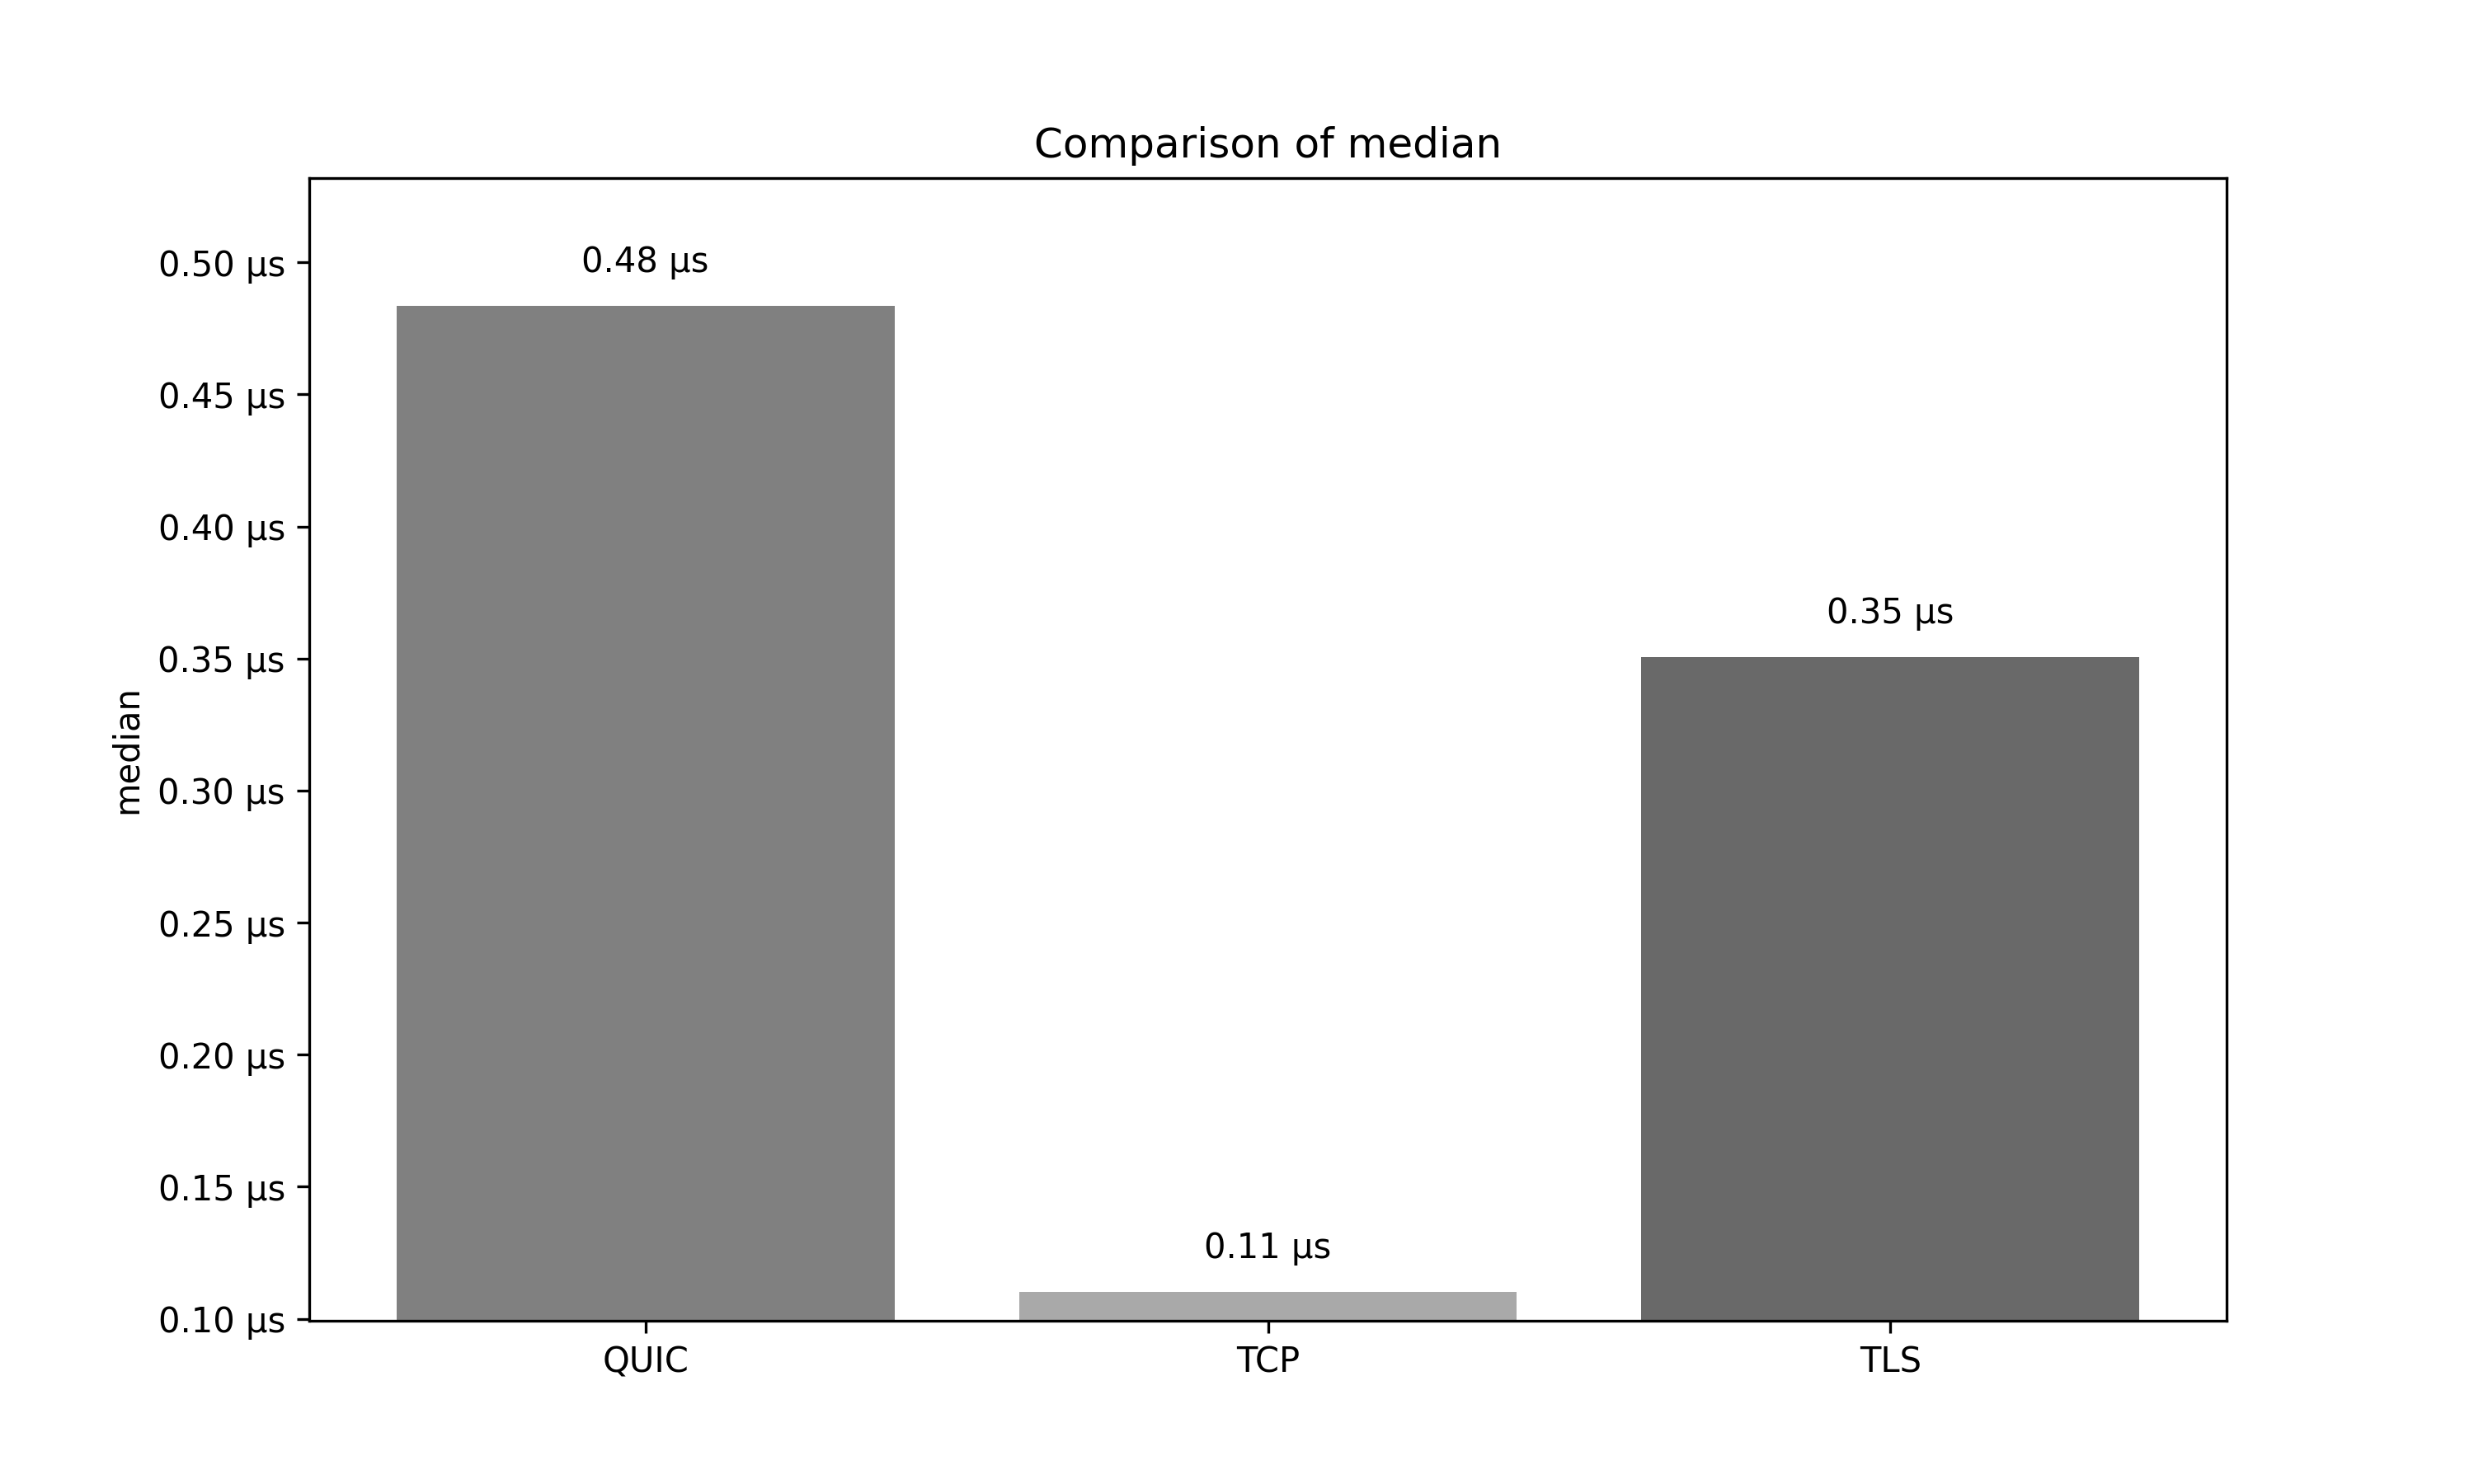 Comparison of median
0.50 µs
0.45 µs
0.40 µs
0.35 µs
0.30 µs
0.25 µs
0.20 µs
0.15 µs
0.10 µs
median
0.48 µs
0.11 µs
0.35 µs
QUIC
TCP
TLS